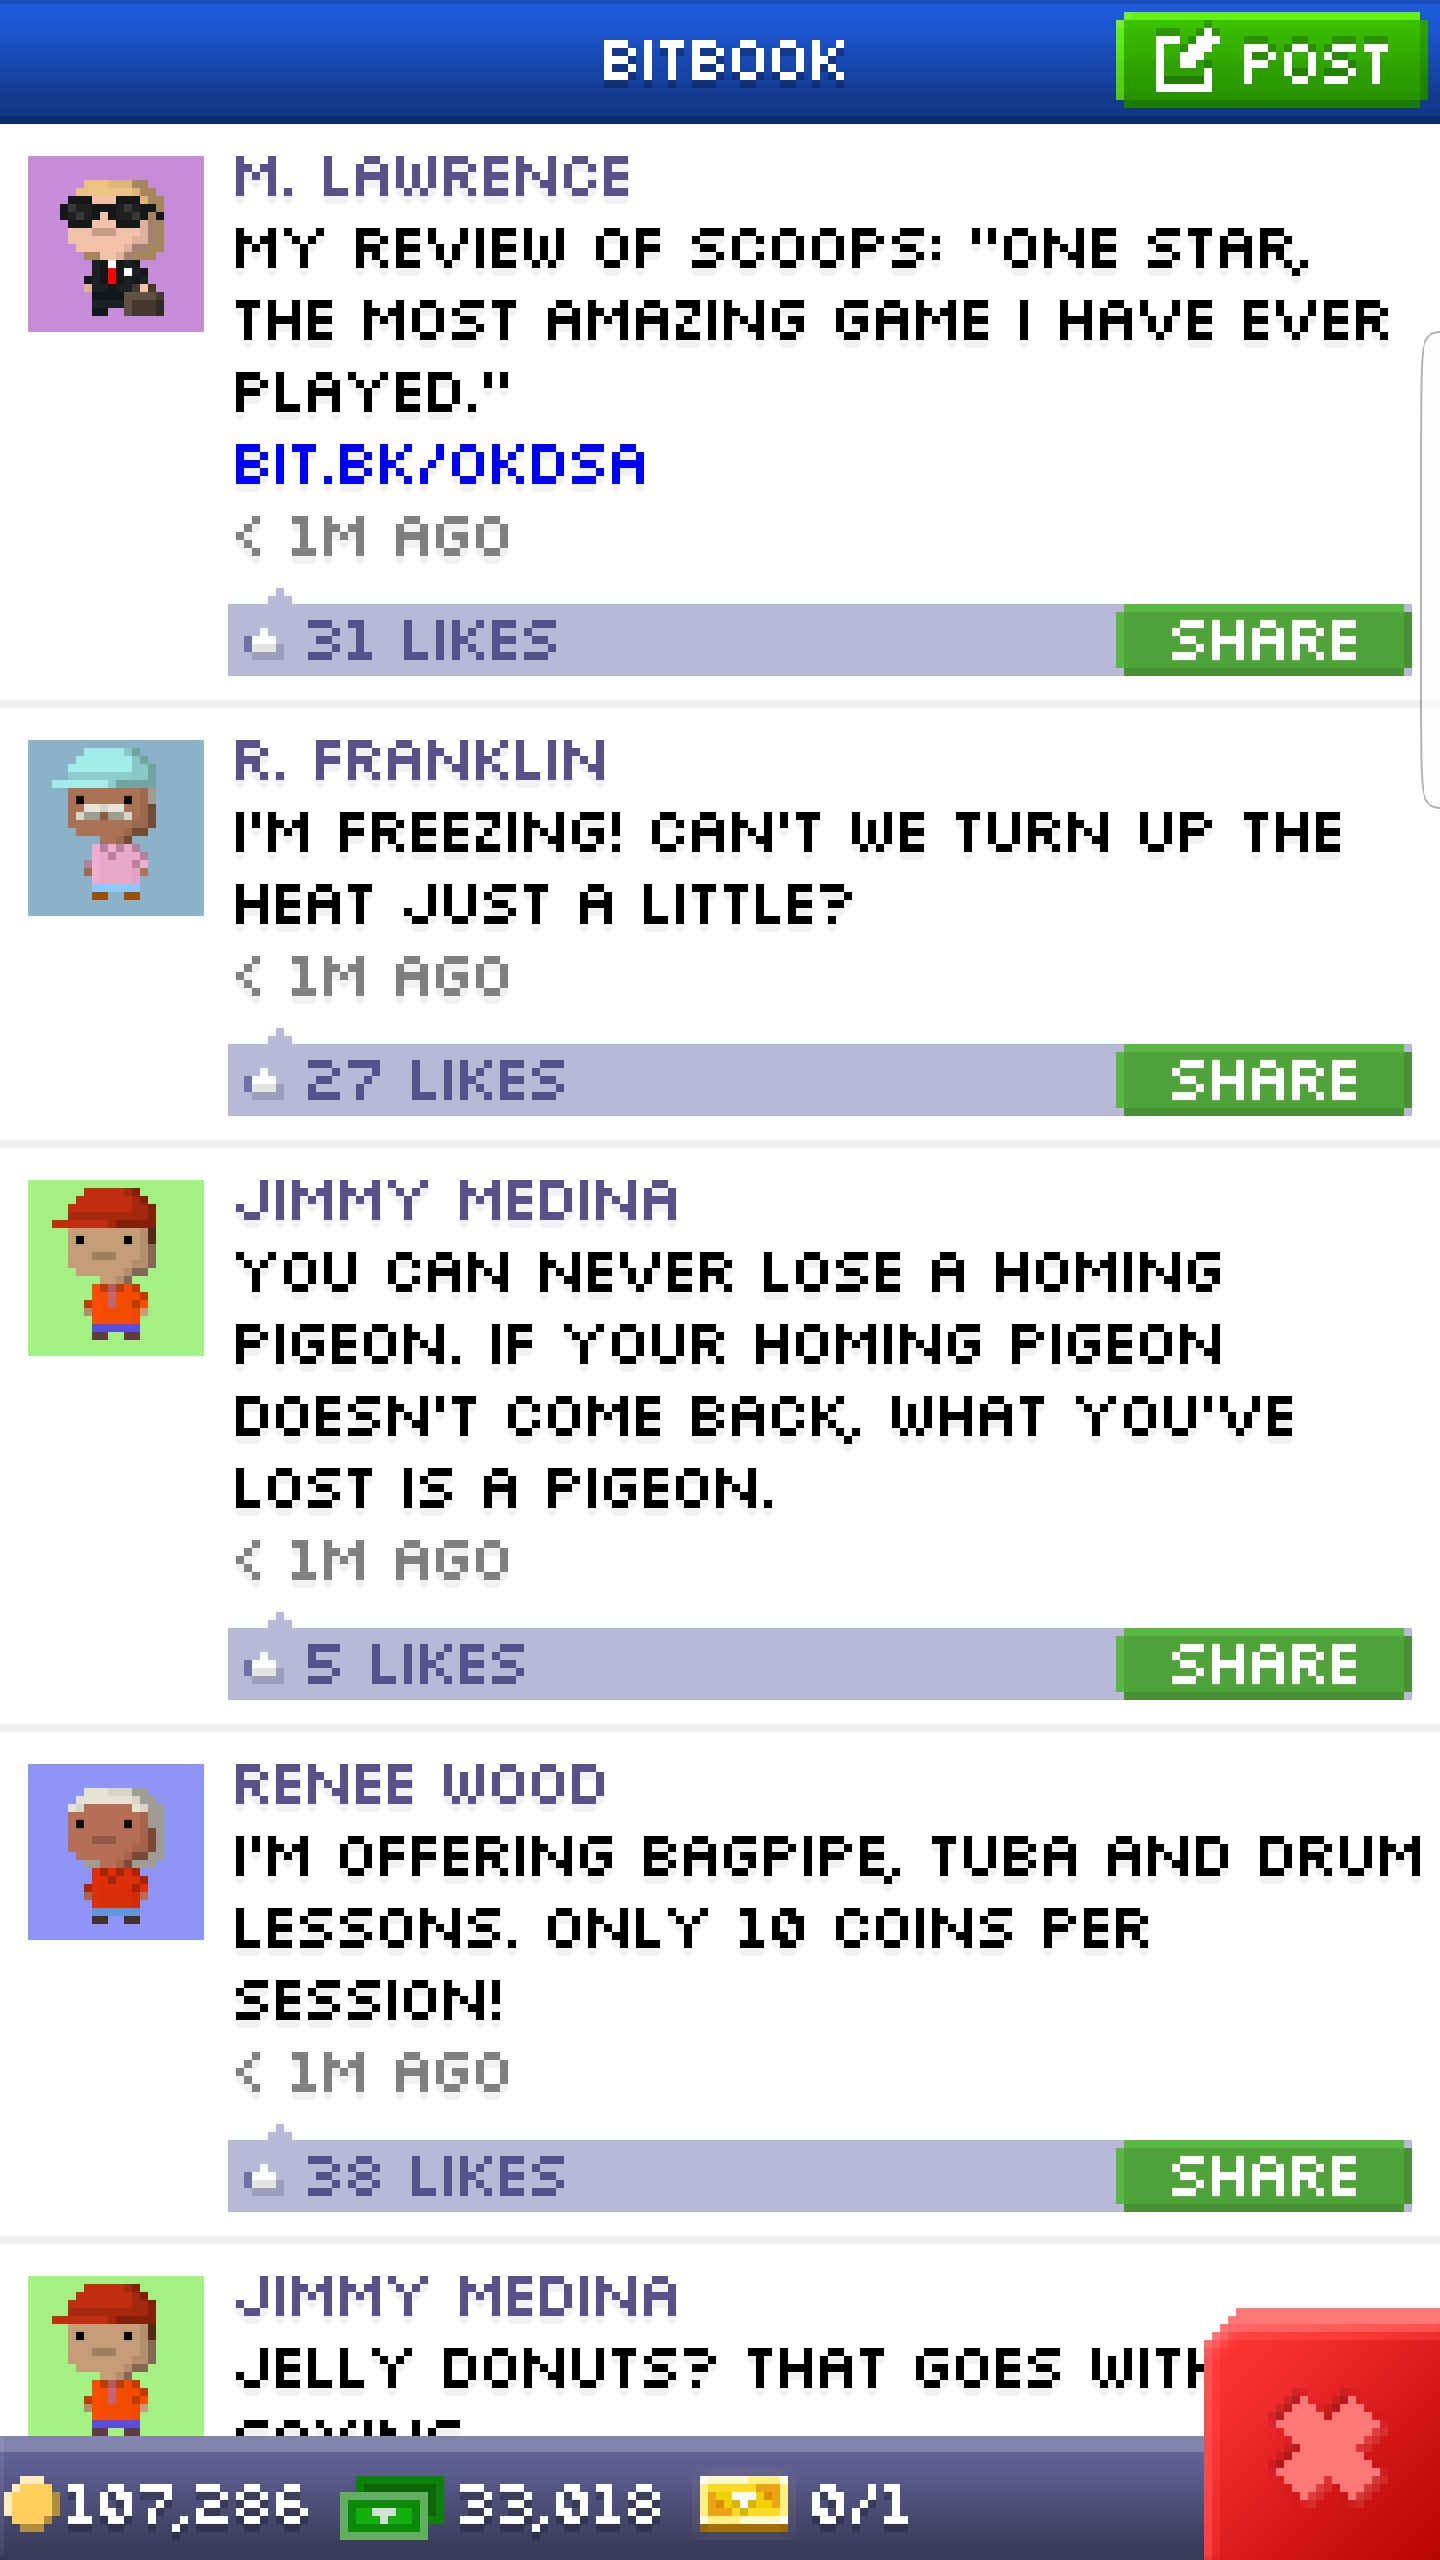 BITBOOK
POST
M. LAWRENCE
MY REVIEW OF SCOOPS: "ONE STAR,
THE MOST AMAZING GAME I HAVE EVER
PLAYED."
BIT.BK/OKDSA
< 1M AGO
31 LIKES
SHARE
R. FRANKLIN
I'M FREEZING! CAN'T WE TURN UP THE
HEAT JUST A LITTLE?
< 1M AGO
27 LIKES
SHARE
JIMMY MEDINA
YOU CAN NEVER LOSE A HOMING
PIGEON. IF YOUR HOMING PIGEON
DOESN'T COME BACK, WHAT YOU'VE
LOST IS A PIGEON.
< 1M AGO
5 LIKES
SHARE
RENEE WOOD
I'M OFFERING BAGPIPE, TUBA AND DRUM
LESSONS. ONLY 10 COINS PER
SESSION!
< 1M AGO
38 LIKES
SHARE
JIMMY MEDINA
JELLY DONUTS? THAT GOES WITH
107,286
33,018
0/1